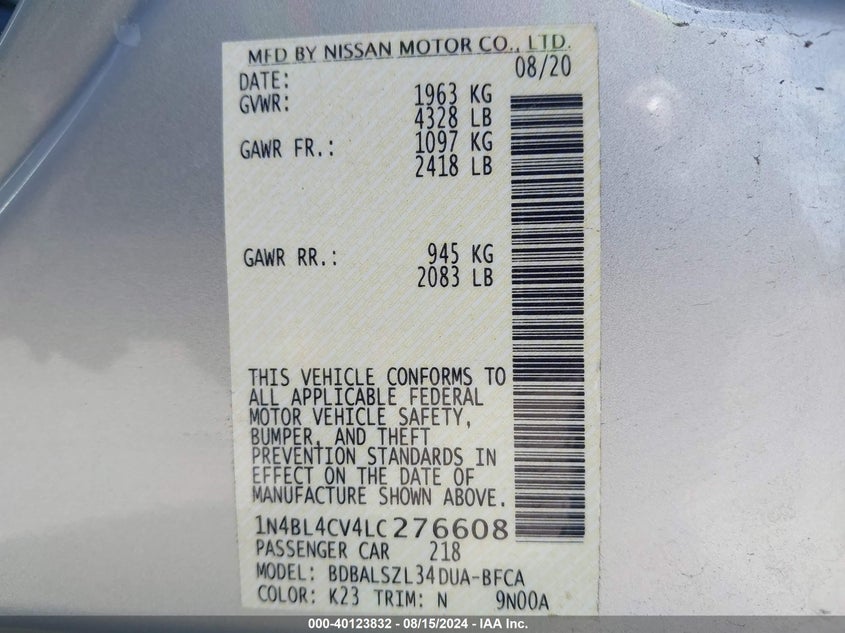 MFD BY NISSAN MOTOR CO., LTD.
DATE: 08/20
GVWR: 1963 KG
4328 LB
GAWR FR.: 1097 KG
2418 LB
GAWR RR.: 945 KG
2083 LB
THIS VEHICLE CONFORMS TO
ALL APPLICABLE FEDERAL
MOTOR VEHICLE SAFETY,
BUMPER, AND THEFT
PREVENTION STANDARDS IN
EFFECT ON THE DATE OF
MANUFACTURE SHOWN ABOVE.
1N4BL4CV4LC276608
PASSENGER CAR 218
MODEL: BDBALSZL34DUA-BFCA
COLOR: K23 TRIM: N 9N00A
000-40123832 - 08/15/2024 - IAA Inc.